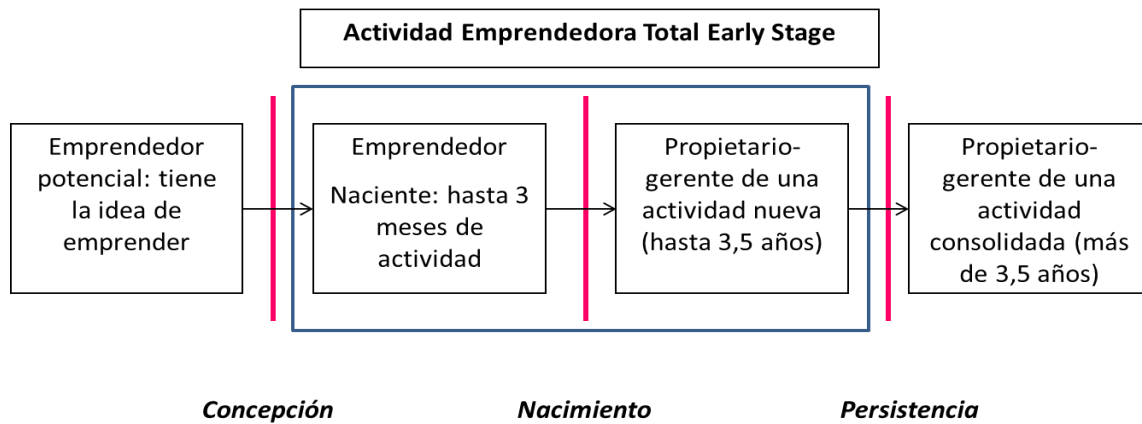 Actividad Emprendedora Total Early Stage
Emprendedor
potencial: tiene
la idea de
emprender
Emprendedor
Naciente: hasta 3
meses de
actividad
Propietario-
gerente de una
actividad nueva
(hasta 3,5 años)
Propietario-
gerente de una
actividad
consolidada (más
de 3,5 años)
Concepción
Nacimiento
Persistencia